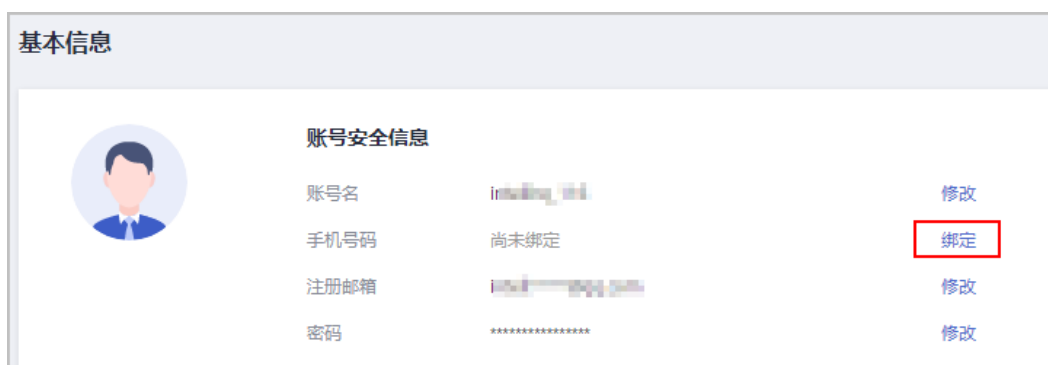 基本信息
账号安全信息
账号名 修改
手机号码 尚未绑定 绑定
注册邮箱 修改
密码 **************** 修改